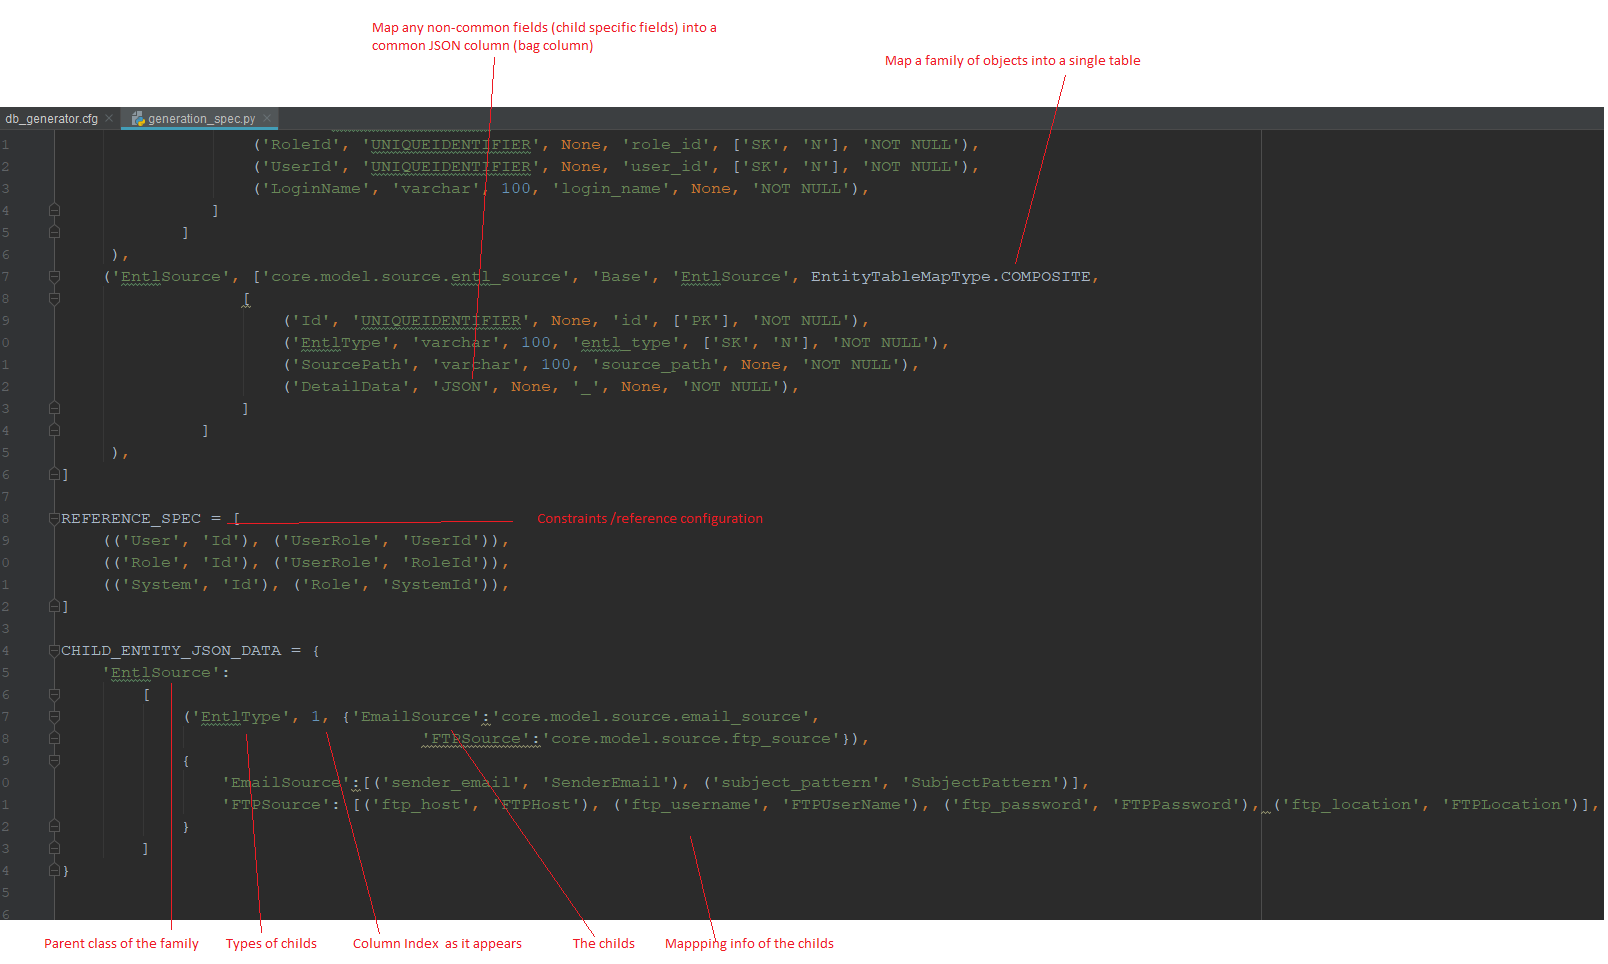 Map any non-common fields (child specific fields) into a
common JSON column (bag column)
Map a family of objects into a single table
db_generator.cfg generation_spec.py
1 ('RoleId', 'UNIQUEIDENTIFIER', None, 'role_id', ['SK', 'N'], 'NOT NULL'),
2 ('UserId', 'UNIQUEIDENTIFIER', None, 'user_id', ['SK', 'N'], 'NOT NULL'),
3 ('LoginName', 'varchar', 100, 'login_name', None, 'NOT NULL'),
4 ]
5 ]
6 ),
7 ('EntlSource', ['core.model.source.entl_source', 'Base', 'EntlSource', EntityTableMapType.COMPOSITE,
8 [
9 ('Id', 'UNIQUEIDENTIFIER', None, 'id', ['PK'], 'NOT NULL'),
0 ('EntlType', 'varchar', 100, 'entl_type', ['SK', 'N'], 'NOT NULL'),
1 ('SourcePath', 'varchar', 100, 'source_path', None, 'NOT NULL'),
2 ('DetailData', 'JSON', None, '_', None, 'NOT NULL'),
3 ]
4 ]
5 ),
6 ]
7
8 REFERENCE_SPEC = [ Constraints /reference configuration
9 (('User', 'Id'), ('UserRole', 'UserId')),
0 (('Role', 'Id'), ('UserRole', 'RoleId')),
1 (('System', 'Id'), ('Role', 'SystemId')),
2 ]
3
4 CHILD_ENTITY_JSON_DATA = {
5 'EntlSource':
6 [
7 ('EntlType', 1, {'EmailSource':'core.model.source.email_source',
8 'FTPSource':'core.model.source.ftp_source'}),
9 {
0 'EmailSource':[('sender_email', 'SenderEmail'), ('subject_pattern', 'SubjectPattern')],
1 'FTPSource': [('ftp_host', 'FTPHost'), ('ftp_username', 'FTPUserName'), ('ftp_password', 'FTPPassword'), ('ftp_location', 'FTPLocation')],
2 }
3 ]
4 }
5
6
Parent class of the family Types of childs Column Index as it appears The childs Mappping info of the childs